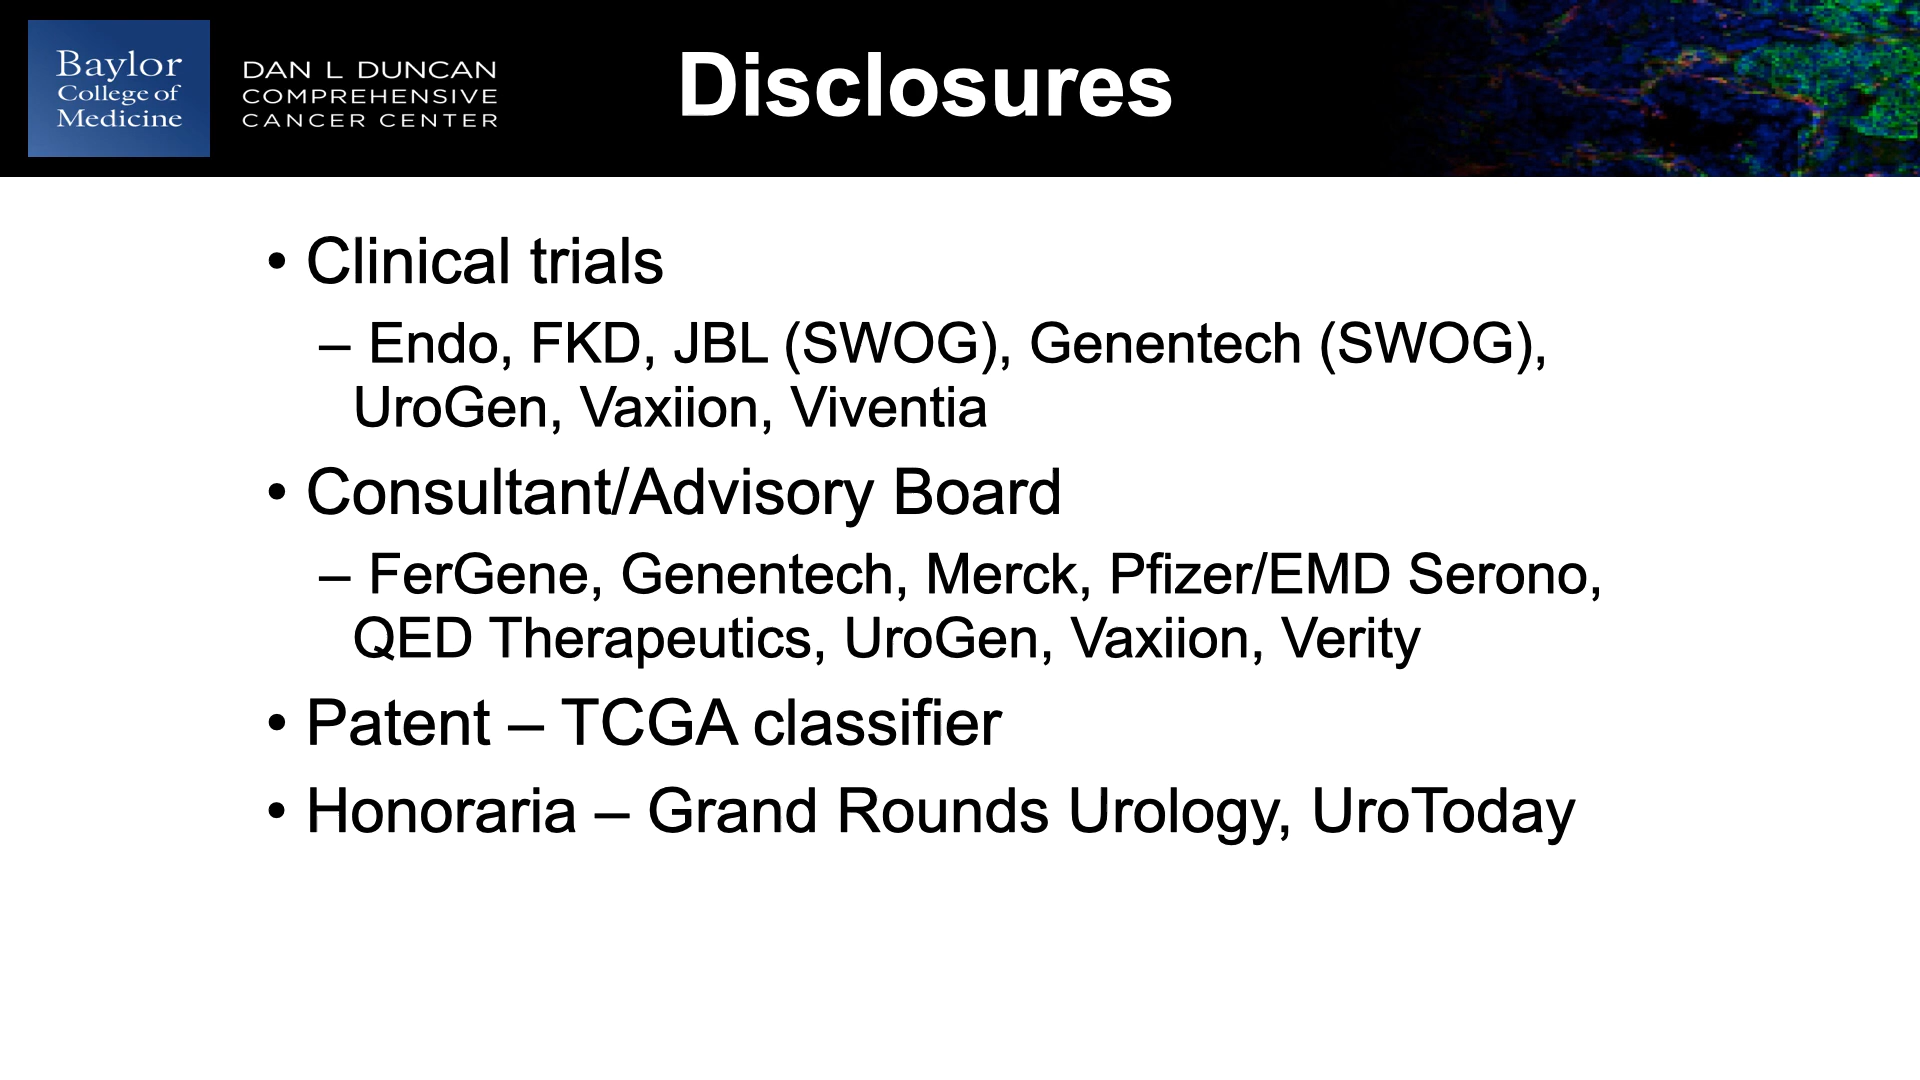 Baylor
College of
Medicine
DAN L DUNCAN
COMPREHENSIVE
CANCER CENTER
Disclosures
• Clinical trials
– Endo, FKD, JBL (SWOG), Genentech (SWOG),
UroGen, Vaxiion, Viventia
• Consultant/Advisory Board
– FerGene, Genentech, Merck, Pfizer/EMD Serono,
QED Therapeutics, UroGen, Vaxiion, Verity
• Patent – TCGA classifier
• Honoraria – Grand Rounds Urology, UroToday